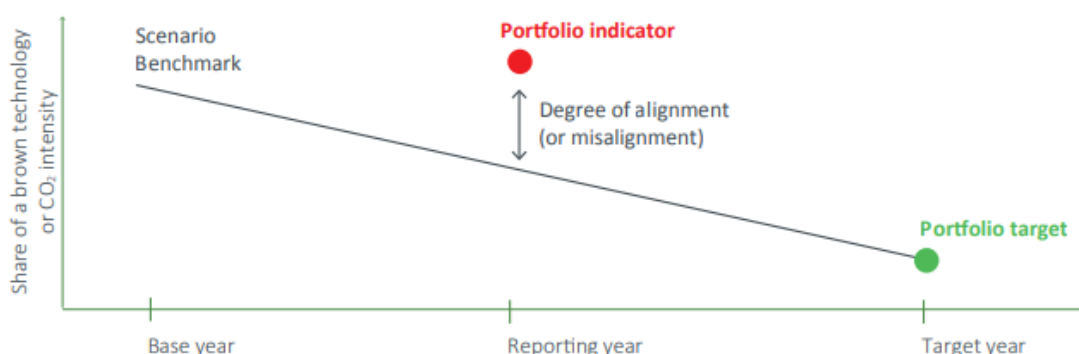 Share of a brown technology
or CO₂ intensity
Scenario
Benchmark
Portfolio indicator
Degree of alignment
(or misalignment)
Portfolio target
Base year
Reporting year
Target year